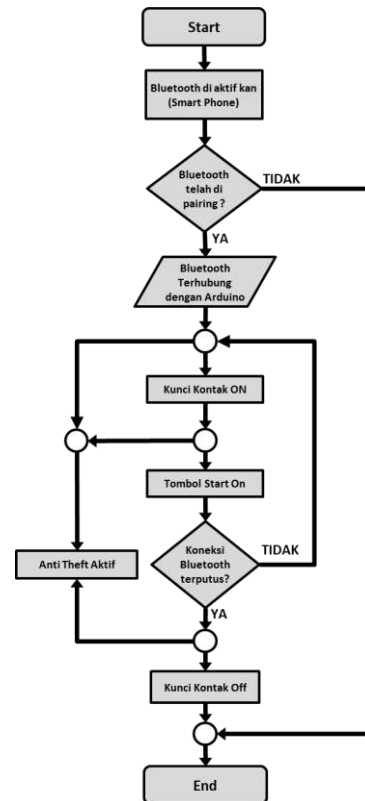 Start
Bluetooth di aktif kan
(Smart Phone)
Bluetooth
telah di
pairing ?
TIDAK
YA
Bluetooth
Terhubung
dengan Arduino
Kunci Kontak ON
Tombol Start On
Koneksi
Bluetooth
terputus?
TIDAK
Anti Theft Aktif
YA
Kunci Kontak Off
End